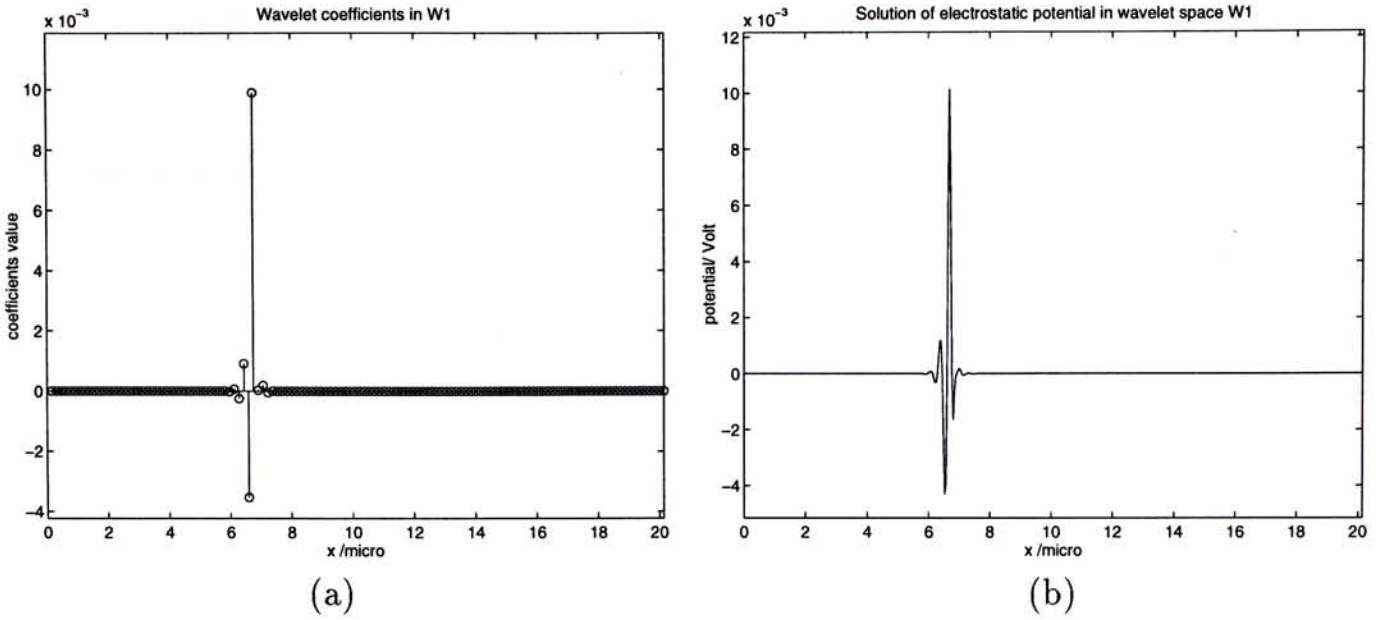 x 10⁻³
Wavelet coefficients in W1
10
8
6
4
2
0
−2
−4
coefficients value
0 2 4 6 8 10 12 14 16 18 20
x /micro
(a)
x 10⁻³
Solution of electrostatic potential in wavelet space W1
12
10
8
6
4
2
0
−2
−4
potential/ Volt
0 2 4 6 8 10 12 14 16 18 20
x /micro
(b)